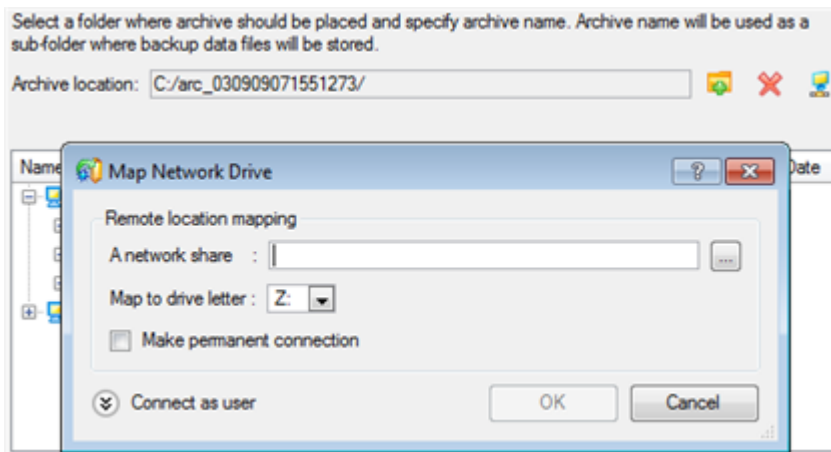 Select a folder where archive should be placed and specify archive name. Archive name will be used as a
sub-folder where backup data files will be stored.
Archive location: C:/arc_030909071551273/
Name
Date
Map Network Drive
?
Remote location mapping
A network share :
...
Map to drive letter : Z:
Make permanent connection
Connect as user
OK Cancel